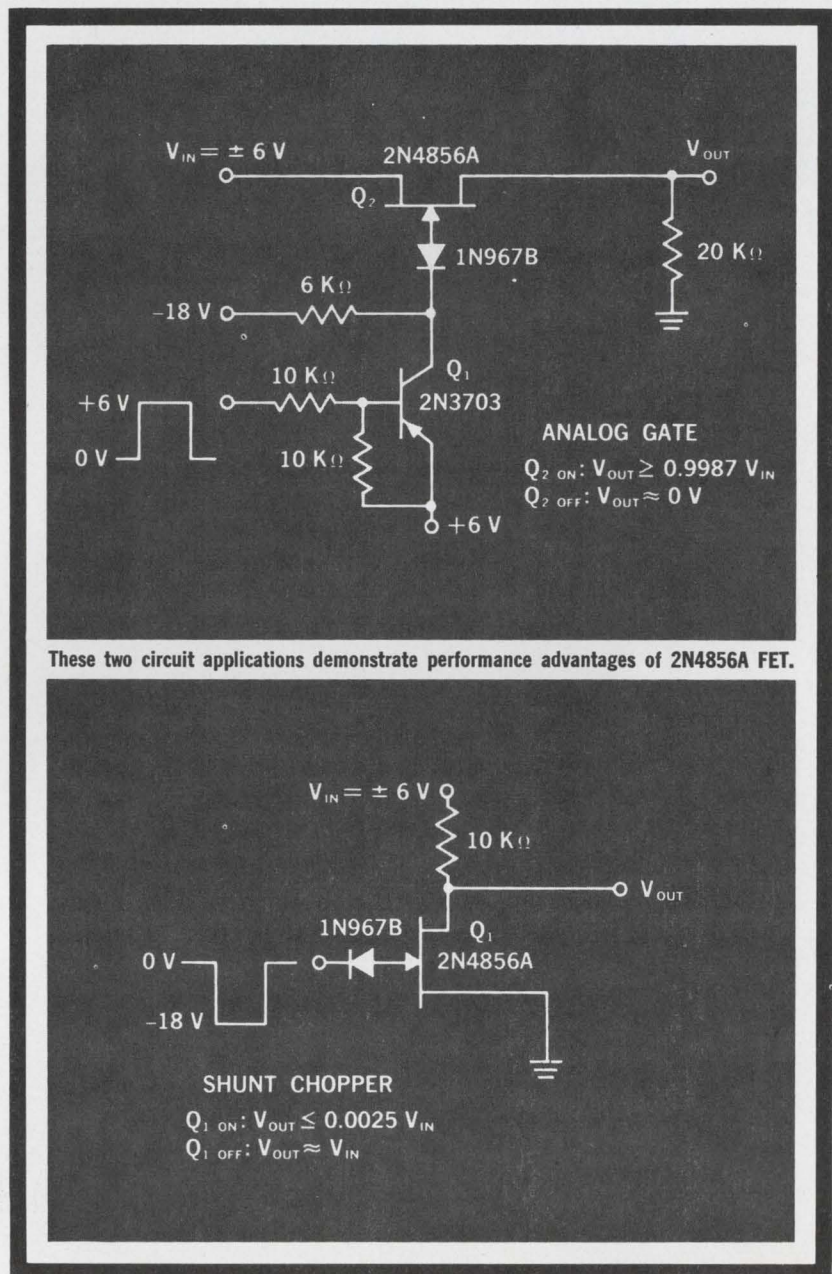 V_IN = ± 6 V
2N4856A
V_OUT
Q₂
1N967B
20 KΩ
6 KΩ
–18 V
10 KΩ
Q₁
2N3703
+6 V
0 V
10 KΩ
+6 V
ANALOG GATE
Q₂ ON: V_OUT ≥ 0.9987 V_IN
Q₂ OFF: V_OUT ≈ 0 V
These two circuit applications demonstrate performance advantages of 2N4856A FET.
V_IN = ± 6 V
10 KΩ
V_OUT
1N967B
Q₁
2N4856A
0 V
–18 V
SHUNT CHOPPER
Q₁ ON: V_OUT ≤ 0.0025 V_IN
Q₁ OFF: V_OUT ≈ V_IN